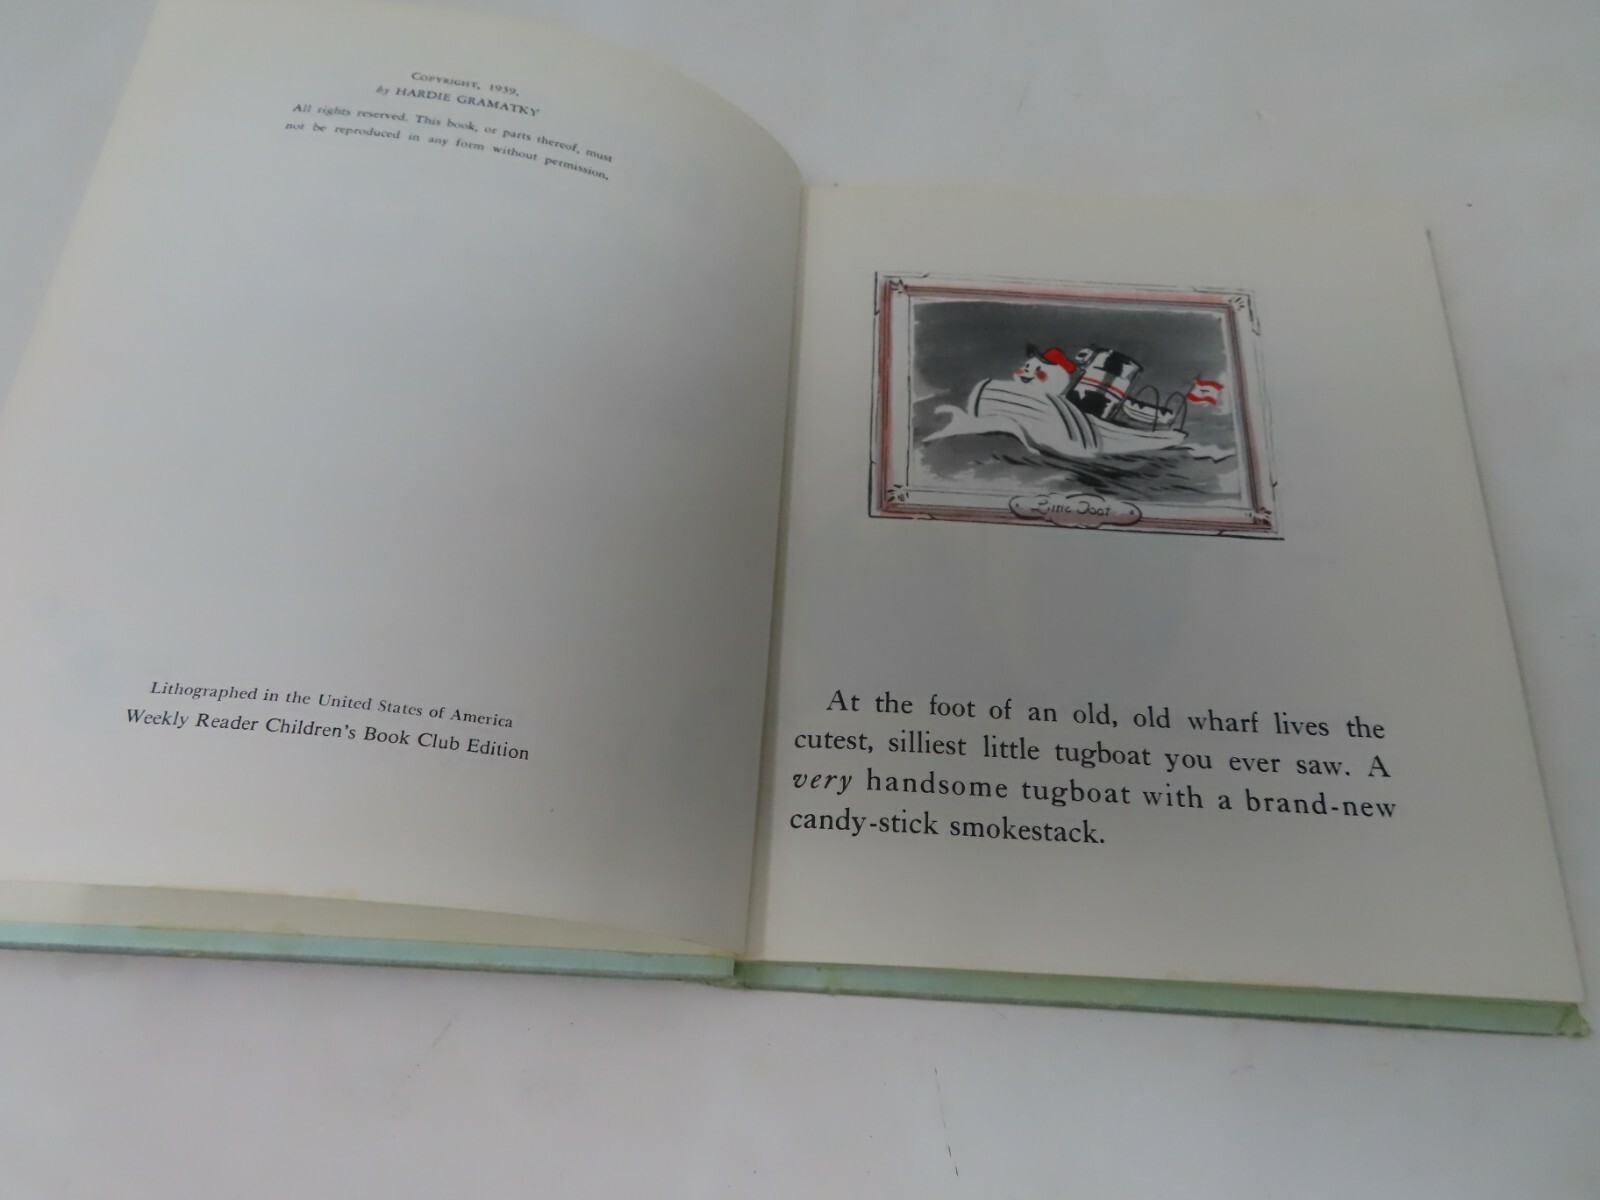 COPYRIGHT, 1939,
by HARDIE GRAMATKY
All rights reserved. This book, or parts thereof, must
not be reproduced in any form without permission.
Lithographed in the United States of America
Weekly Reader Children's Book Club Edition
Little Toot
At the foot of an old, old wharf lives the
cutest, silliest little tugboat you ever saw. A
very handsome tugboat with a brand-new
candy-stick smokestack.